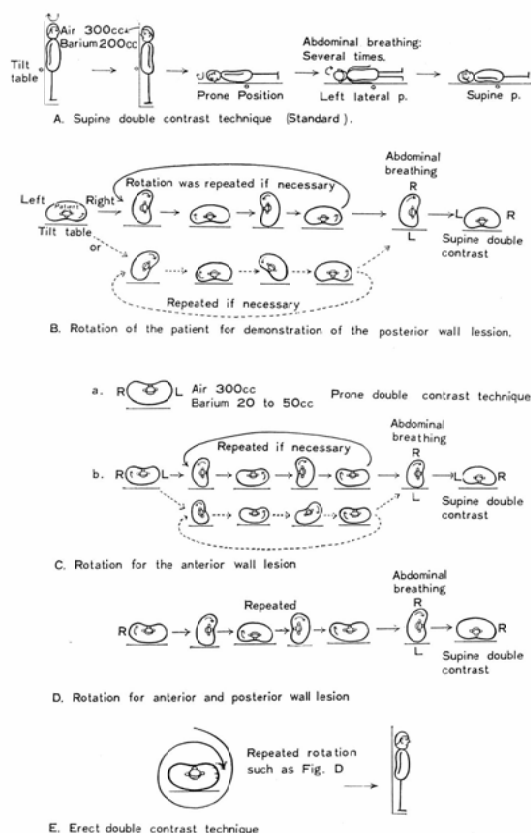 Air 300cc
Barium 200cc
Tilt
table
Abdominal breathing:
Several times.
Prone Position
Left lateral p.
Supine p.
A. Supine double contrast technique (Standard).
Abdominal
breathing
Rotation was repeated if necessary
R
Left
Patient
Right
L
R
Tilt table
or
L
Supine double
contrast
Repeated if necessary
B. Rotation of the patient for demonstration of the posterior wall lession.
a. R L Air 300cc
Barium 20 to 50cc
Prone double contrast technique
Abdominal
breathing
Repeated if necessary
R
b. R L
L R
L
Supine double
contrast
C. Rotation for the anterior wall lesion
Abdominal
breathing
Repeated
R
R
R
L
Supine double
contrast
D. Rotation for anterior and posterior wall lesion
Repeated rotation
such as Fig. D
E. Erect double contrast technique